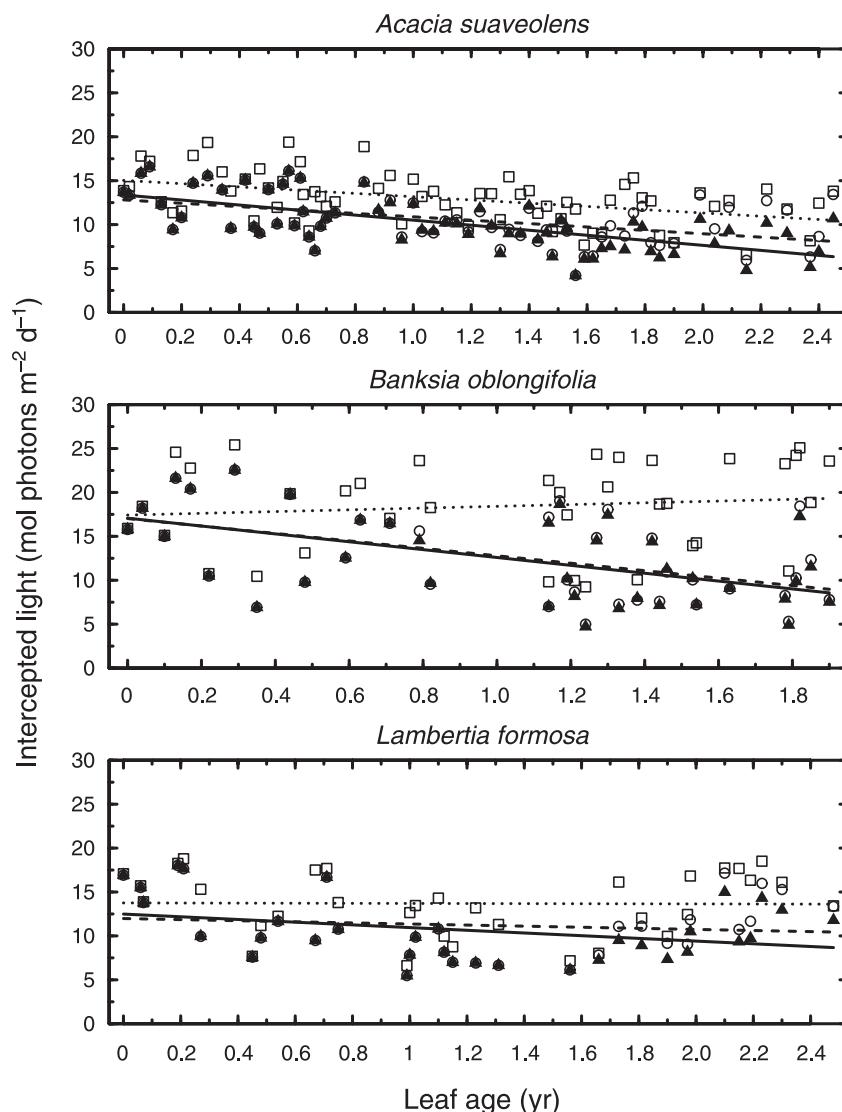 Acacia suaveolens
30
25
20
15
10
5
0
0 0.2 0.4 0.6 0.8 1.0 1.2 1.4 1.6 1.8 2.0 2.2 2.4
Banksia oblongifolia
30
25
20
15
10
5
0
0 0.2 0.4 0.6 0.8 1.0 1.2 1.4 1.6 1.8
Lambertia formosa
30
25
20
15
10
5
0
0 0.2 0.4 0.6 0.8 1 1.2 1.4 1.6 1.8 2.0 2.2 2.4
Intercepted light (mol photons m⁻² d⁻¹)
Leaf age (yr)